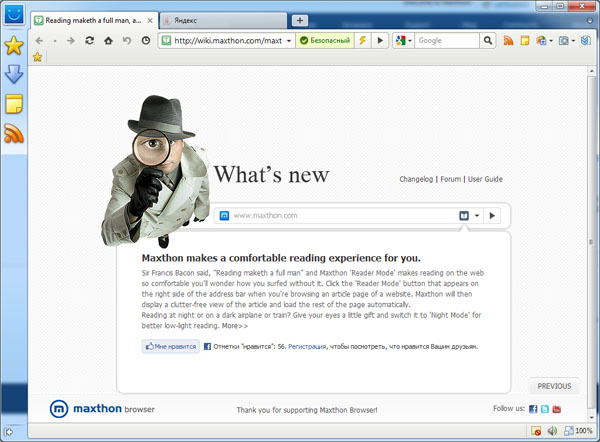 Reading maketh a full man, a...
Яндекс
http://wiki.maxthon.com/maxt
Безопасный
Google
What's new
Changelog | Forum | User Guide
www.maxthon.com
Maxthon makes a comfortable reading experience for you.
Sir Francis Bacon said, "Reading maketh a full man" and Maxthon 'Reader Mode' makes reading on the web
so comfortable you'll wonder how you surfed without it. Click the 'Reader Mode' button that appears on
the right side of the address bar when you're browsing an article page of a website. Maxthon will then
display a clutter-free view of the article and load the rest of the page automatically.
Reading at night or on a dark airplane or train? Give your eyes a little gift and switch it to 'Night Mode' for
better low-light reading. More>>
Мне нравится
Отметки "нравится": 56. Регистрация, чтобы посмотреть, что нравится Вашим друзьям.
PREVIOUS
maxthon browser
Thank you for supporting Maxthon Browser!
Follow us:
100%